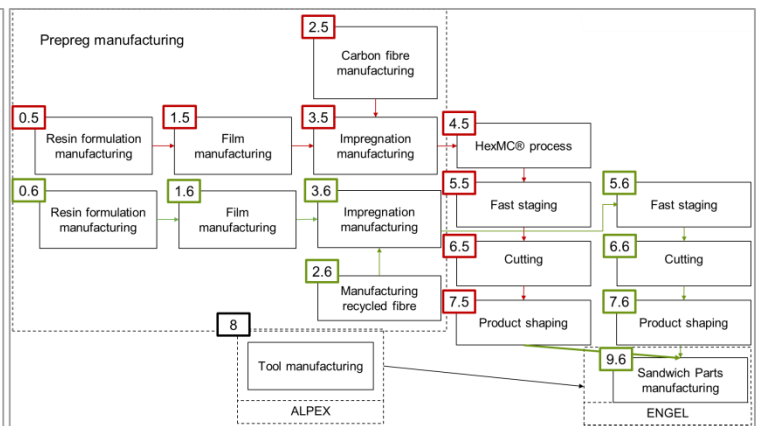 2.5
Prepreg manufacturing
Carbon fibre
manufacturing
0.5
1.5
3.5
4.5
Resin formulation
manufacturing
Film
manufacturing
Impregnation
manufacturing
HexMC® process
0.6
1.6
3.6
5.5
5.6
Resin formulation
manufacturing
Film
manufacturing
Impregnation
manufacturing
Fast staging
Fast staging
2.6
6.5
6.6
Manufacturing
recycled fibre
Cutting
Cutting
7.5
7.6
8
Product shaping
Product shaping
9.6
Tool manufacturing
Sandwich Parts
manufacturing
ALPEX
ENGEL